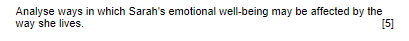 Analyse ways in which Sarah's emotional well-being may be affected by the
way she lives. [5]